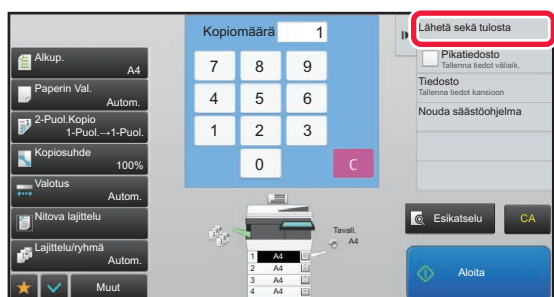 Kopiomäärä 1
Alkup.
A4
Paperin Val.
Autom.
2-Puol.Kopio
1-Puol.→1-Puol.
Kopiosuhde
100%
Valotus
Autom.
Nitova lajittelu
Lajittelu/ryhmä
Autom.
Muut
7 8 9
4 5 6
1 2 3
0 C
Tavall.
A4
1 A4
2 A4
3 A4
4 A4
Lähetä sekä tulosta
Pikatiedosto
Tallenna tiedot väliaik.
Tiedosto
Tallenna tiedot kansioon
Nouda säästöohjelma
Esikatselu
CA
Aloita